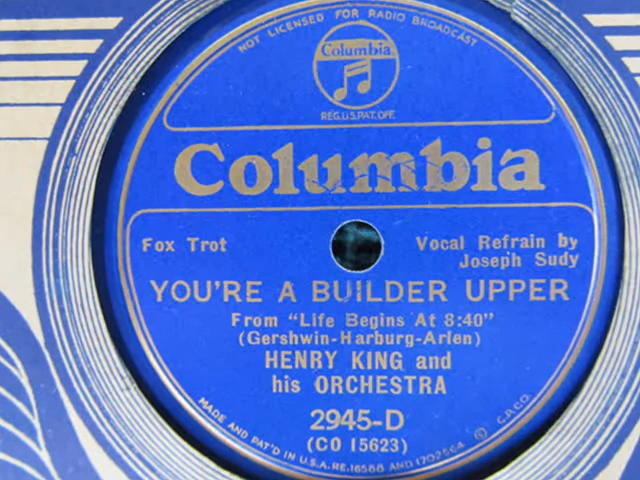 NOT LICENSED FOR RADIO BROADCAST
Columbia
REG.U.S.PAT.OFF.
Columbia
Fox Trot
Vocal Refrain by
Joseph Sudy
YOU'RE A BUILDER UPPER
From "Life Begins At 8:40"
(Gershwin-Harburg-Arlen)
HENRY KING and
his ORCHESTRA
2945-D
(CO 15623)
MADE AND PAT'D IN U.S.A. RE.16588 AND 1702564 © C.P.CO.